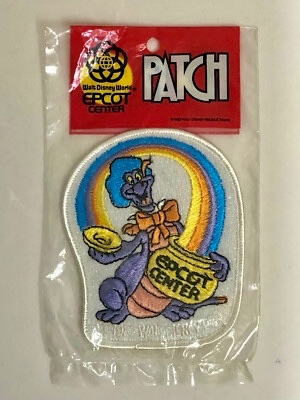 Walt Disney World
EPCOT
CENTER
PATCH
EPCOT
CENTER